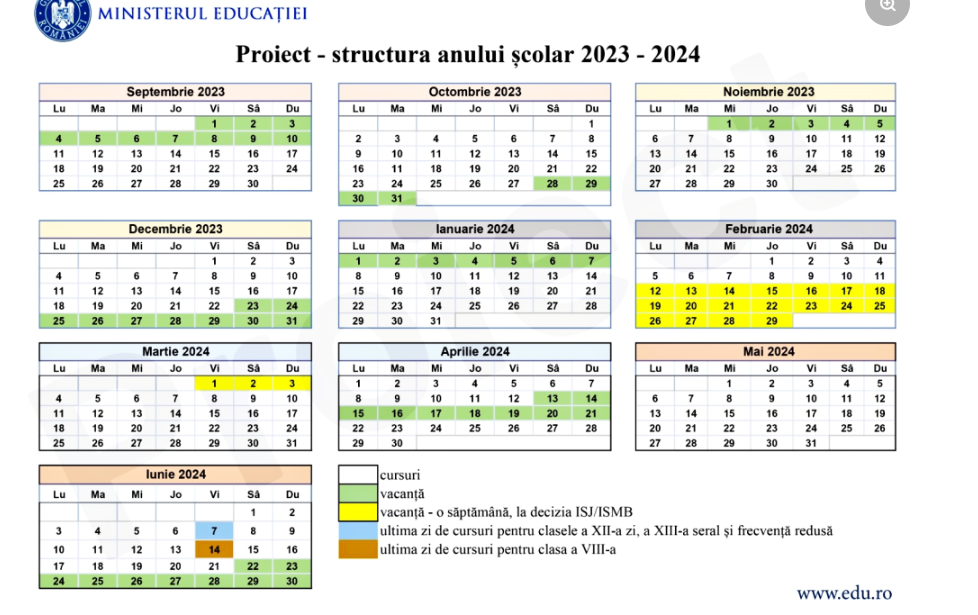 ROMÂNIEI
MINISTERUL EDUCAȚIEI
Proiect - structura anului școlar 2023 - 2024
Septembrie 2023
Lu Ma Mi Jo Vi Sâ Du
1 2 3
4 5 6 7 8 9 10
11 12 13 14 15 16 17
18 19 20 21 22 23 24
25 26 27 28 29 30
Octombrie 2023
Lu Ma Mi Jo Vi Sâ Du
1
2 3 4 5 6 7 8
9 10 11 12 13 14 15
16 11 18 19 20 21 22
23 24 25 26 27 28 29
30 31
Noiembrie 2023
Lu Ma Mi Jo Vi Sâ Du
1 2 3 4 5
6 7 8 9 10 11 12
13 14 15 16 17 18 19
20 21 22 23 24 25 26
27 28 29 30
Decembrie 2023
Lu Ma Mi Jo Vi Sâ Du
1 2 3
4 5 6 7 8 9 10
11 12 13 14 15 16 17
18 19 20 21 22 23 24
25 26 27 28 29 30 31
Ianuarie 2024
Lu Ma Mi Jo Vi Sâ Du
1 2 3 4 5 6 7
8 9 10 11 12 13 14
15 16 17 18 19 20 21
22 23 24 25 26 27 28
29 30 31
Februarie 2024
Lu Ma Mi Jo Vi Sâ Du
1 2 3 4
5 6 7 8 9 10 11
12 13 14 15 16 17 18
19 20 21 22 23 24 25
26 27 28 29
Martie 2024
Lu Ma Mi Jo Vi Sâ Du
1 2 3
4 5 6 7 8 9 10
11 12 13 14 15 16 17
18 19 20 21 22 23 24
25 26 27 28 29 30 31
Aprilie 2024
Lu Ma Mi Jo Vi Sâ Du
1 2 3 4 5 6 7
8 9 10 11 12 13 14
15 16 17 18 19 20 21
22 23 24 25 26 27 28
29 30
Mai 2024
Lu Ma Mi Jo Vi Sâ Du
1 2 3 4 5
6 7 8 9 10 11 12
13 14 15 16 17 18 19
20 21 22 23 24 25 26
27 28 29 30 31
Iunie 2024
Lu Ma Mi Jo Vi Sâ Du
1 2
3 4 5 6 7 8 9
10 11 12 13 14 15 16
17 18 19 20 21 22 23
24 25 26 27 28 29 30
cursuri
vacanță
vacanță - o săptămână, la decizia ISJ/ISMB
ultima zi de cursuri pentru clasele a XII-a zi, a XIII-a seral și frecvență redusă
ultima zi de cursuri pentru clasa a VIII-a
www.edu.ro
Proiect